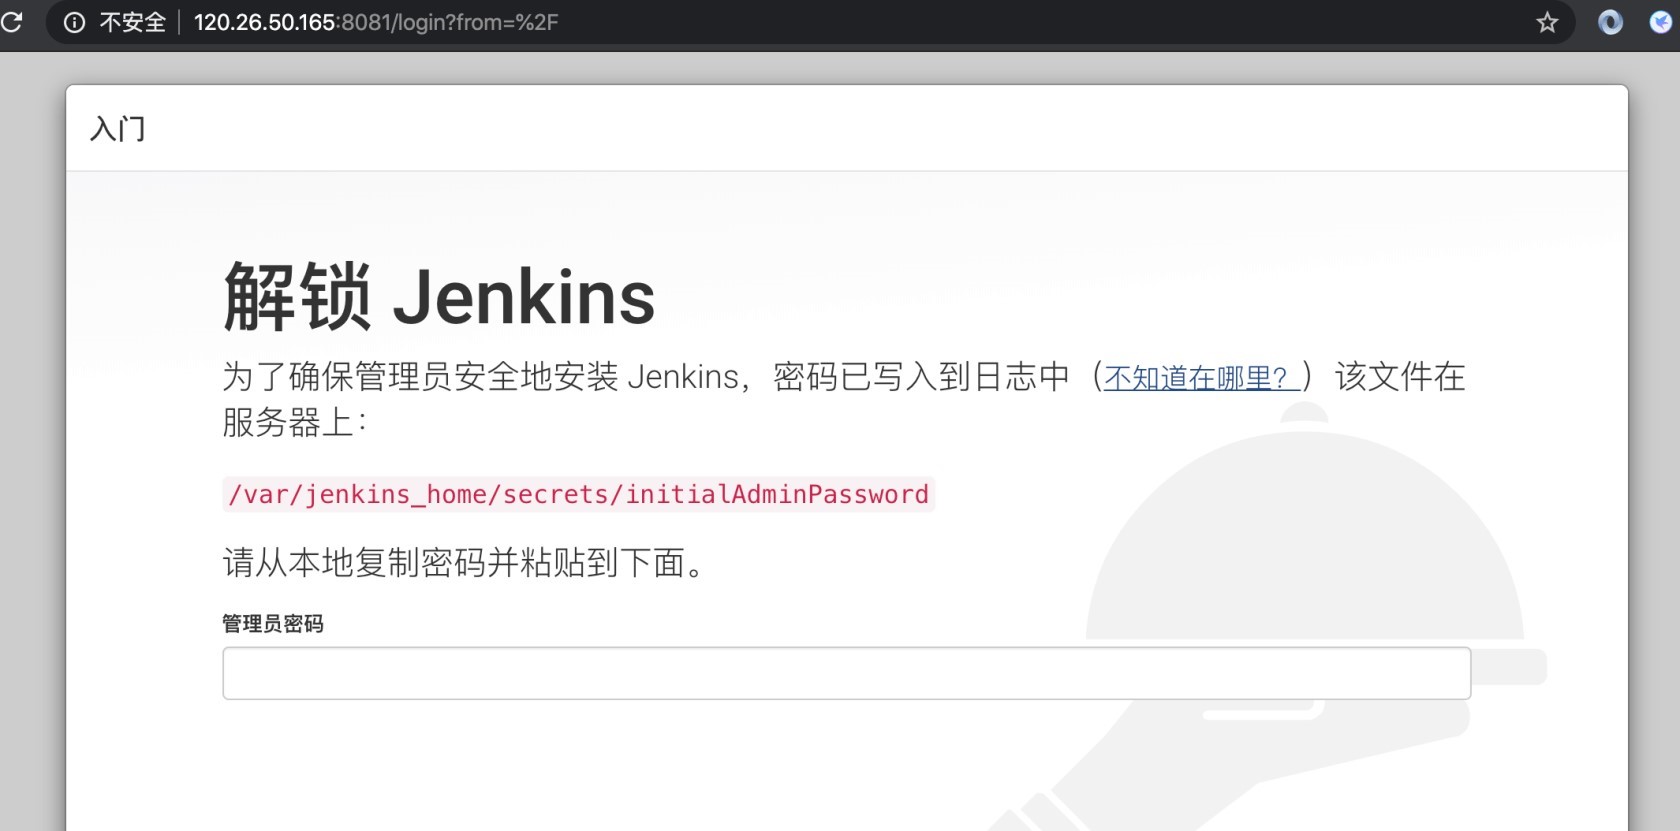 不安全 120.26.50.165:8081/login?from=%2F
入门
解锁 Jenkins
为了确保管理员安全地安装 Jenkins，密码已写入到日志中（不知道在哪里？）该文件在
服务器上：
/var/jenkins_home/secrets/initialAdminPassword
请从本地复制密码并粘贴到下面。
管理员密码